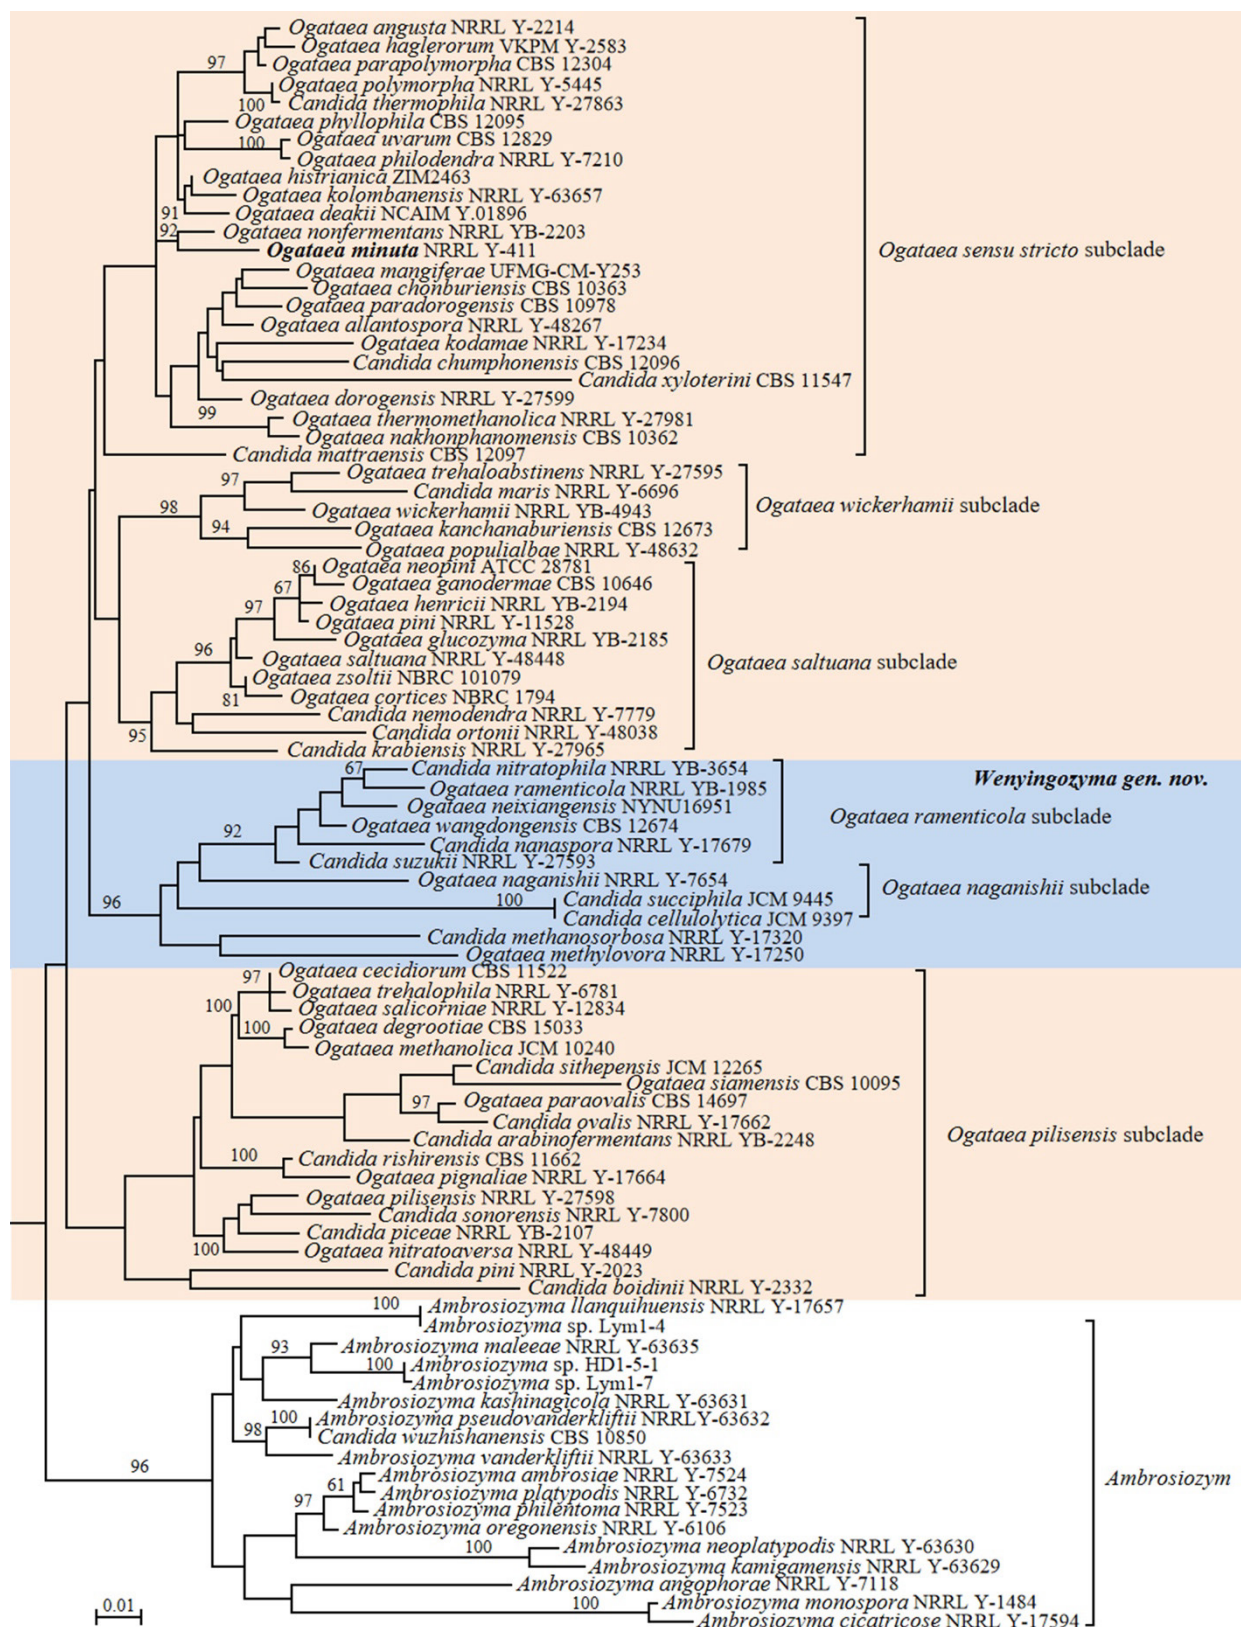 Ogataea angusta NRRL Y-2214
Ogataea haglerorum VKPM Y-2583
97
Ogataea parapolymorpha CBS 12304
Ogataea polymorpha NRRL Y-5445
100
Candida thermophila NRRL Y-27863
Ogataea phyllophila CBS 12095
100
Ogataea uvarum CBS 12829
Ogataea philodendra NRRL Y-7210
Ogataea histrianica ZIM2463
Ogataea kolombanensis NRRL Y-63657
91
Ogataea deakii NCAIM Y.01896
92
Ogataea nonfermentans NRRL YB-2203
Ogataea minuta NRRL Y-411
Ogataea sensu stricto subclade
Ogataea mangiferae UFMG-CM-Y253
Ogataea chonburiensis CBS 10363
Ogataea paradorogensis CBS 10978
Ogataea allantospora NRRL Y-48267
Ogataea kodamae NRRL Y-17234
Candida chumphonensis CBS 12096
Candida xyloterini CBS 11547
Ogataea dorogensis NRRL Y-27599
99
Ogataea thermomethanolica NRRL Y-27981
Ogataea nakhonphanomensis CBS 10362
Candida mattraensis CBS 12097
Ogataea trehaloabstinens NRRL Y-27595
97
Candida maris NRRL Y-6696
98
Ogataea wickerhamii NRRL YB-4943
Ogataea wickerhamii subclade
94
Ogataea kanchanaburiensis CBS 12673
Ogataea populialbae NRRL Y-48632
86
Ogataea neopini ATCC 28781
67
Ogataea ganodermae CBS 10646
97
Ogataea henricii NRRL YB-2194
Ogataea pini NRRL Y-11528
Ogataea glucozyma NRRL YB-2185
96
Ogataea saltuana NRRL Y-48448
Ogataea saltuana subclade
Ogataea zsoltii NBRC 101079
81
Ogataea cortices NBRC 1794
Candida nemodendra NRRL Y-7779
95
Candida ortonii NRRL Y-48038
Candida krabiensis NRRL Y-27965
67
Candida nitratophila NRRL YB-3654
Wenyingozyma gen. nov.
Ogataea ramenticola NRRL YB-1985
Ogataea neixiangensis NYNU16951
Ogataea ramenticola subclade
92
Ogataea wangdongensis CBS 12674
Candida nanaspora NRRL Y-17679
Candida suzukii NRRL Y-27593
Ogataea naganishii NRRL Y-7654
Ogataea naganishii subclade
96
100
Candida succiphila JCM 9445
Candida cellulolytica JCM 9397
Candida methanosorbosa NRRL Y-17320
Ogataea methylovora NRRL Y-17250
97
Ogataea cecidiorum CBS 11522
Ogataea trehalophila NRRL Y-6781
100
Ogataea salicorniae NRRL Y-12834
100
Ogataea degrootiae CBS 15033
Ogataea methanolica JCM 10240
Candida sithepensis JCM 12265
Ogataea siamensis CBS 10095
97
Ogataea paraovalis CBS 14697
Candida ovalis NRRL Y-17662
Candida arabinofermentans NRRL YB-2248
Ogataea pilisensis subclade
100
Candida rishirensis CBS 11662
Ogataea pignaliae NRRL Y-17664
Ogataea pilisensis NRRL Y-27598
Candida sonorensis NRRL Y-7800
Candida piceae NRRL YB-2107
100
Ogataea nitratoaversa NRRL Y-48449
Candida pini NRRL Y-2023
Candida boidinii NRRL Y-2332
100
Ambrosiozyma llanquihuensis NRRL Y-17657
Ambrosiozyma sp. Lym1-4
93
Ambrosiozyma maleeae NRRL Y-63635
100
Ambrosiozyma sp. HD1-5-1
Ambrosiozyma sp. Lym1-7
Ambrosiozyma kashinagicola NRRL Y-63631
100
Ambrosiozyma pseudovanderkliftii NRRLY-63632
98
Candida wuzhishanensis CBS 10850
Ambrosiozyma vanderkliftii NRRL Y-63633
96
Ambrosiozyma ambrosiae NRRL Y-7524
Ambrosiozym
61
Ambrosiozyma platypodis NRRL Y-6732
97
Ambrosiozyma philentoma NRRL Y-7523
Ambrosiozyma oregonensis NRRL Y-6106
100
Ambrosiozyma neoplatypodis NRRL Y-63630
Ambrosiozyma kamigamensis NRRL Y-63629
Ambrosiozyma angophorae NRRL Y-7118
0.01
100
Ambrosiozyma monospora NRRL Y-1484
Ambrosiozyma cicatricose NRRL Y-17594